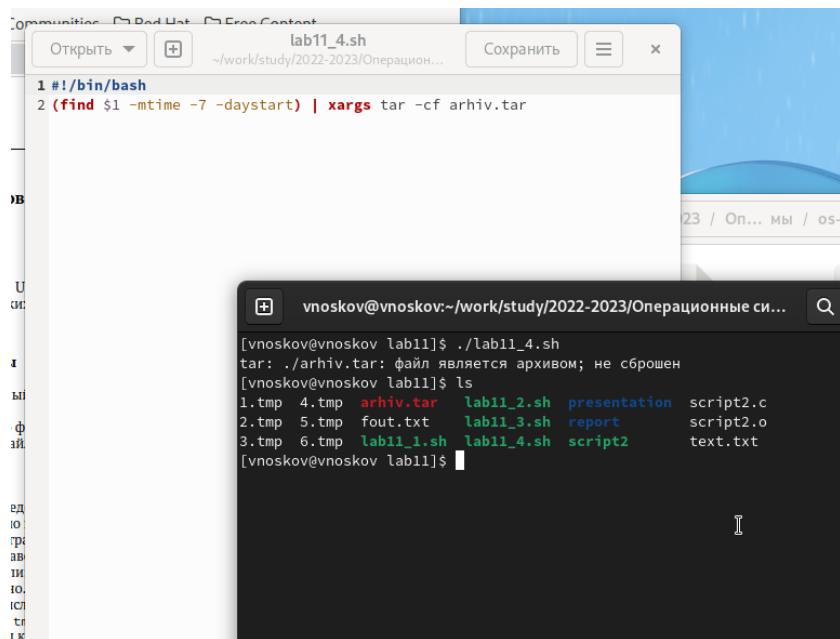 Communities Red Hat Free Content
Открыть
lab11_4.sh
~/work/study/2022-2023/Операцион...
Сохранить
1 #!/bin/bash
2 (find $1 -mtime -7 -daystart) | xargs tar -cf arhiv.tar
23 / Оп... мы / os-
vnoskov@vnoskov:~/work/study/2022-2023/Операционные си...
[vnoskov@vnoskov lab11]$ ./lab11_4.sh
tar: ./arhiv.tar: файл является архивом; не сброшен
[vnoskov@vnoskov lab11]$ ls
1.tmp 4.tmp arhiv.tar lab11_2.sh presentation script2.c
2.tmp 5.tmp fout.txt lab11_3.sh report script2.o
3.tmp 6.tmp lab11_1.sh lab11_4.sh script2 text.txt
[vnoskov@vnoskov lab11]$